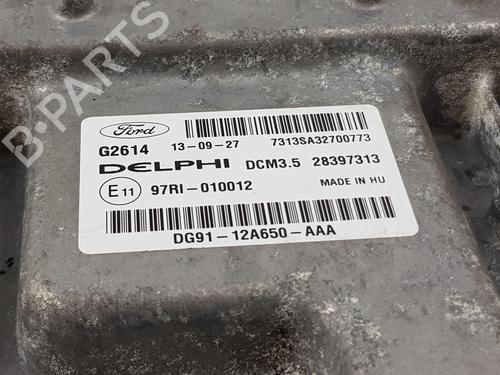 Ford
G2614 13-09-27 7313SA32700773
DELPHI DCM3.5 28397313
E11 97RI-010012 MADE IN HU
DG91-12A650-AAA
B-PARTS